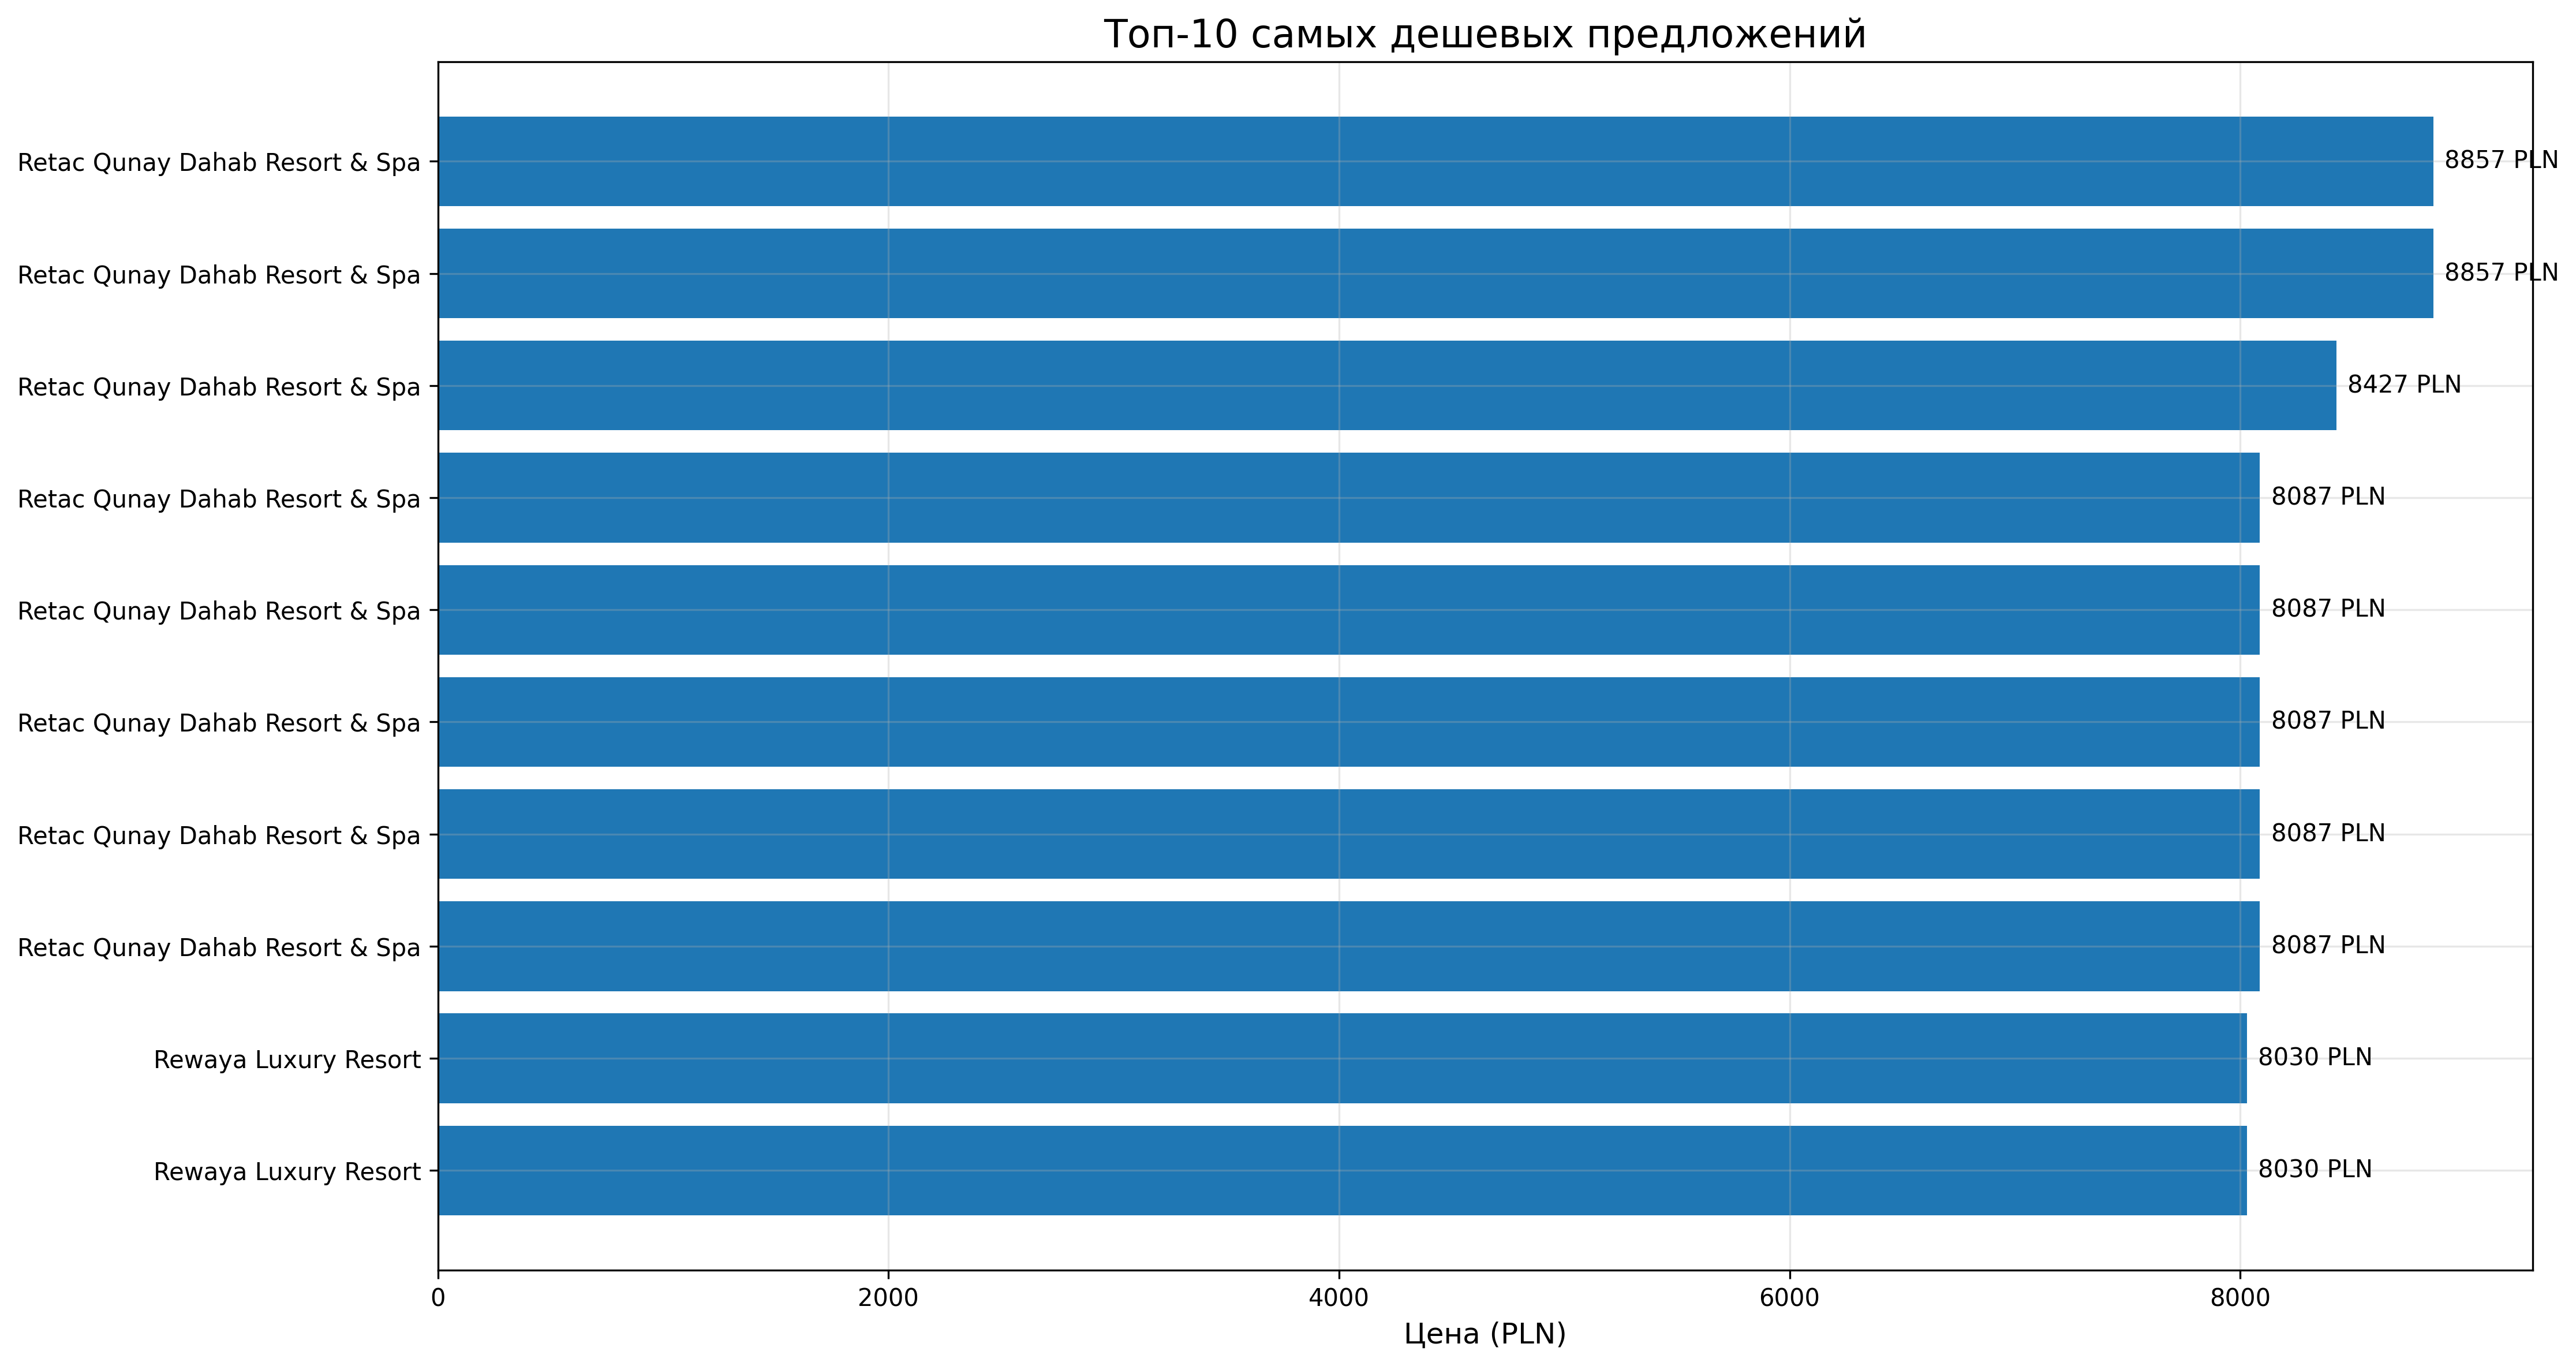 Топ-10 самых дешевых предложений
Retac Qunay Dahab Resort & Spa 8857 PLN
Retac Qunay Dahab Resort & Spa 8857 PLN
Retac Qunay Dahab Resort & Spa 8427 PLN
Retac Qunay Dahab Resort & Spa 8087 PLN
Retac Qunay Dahab Resort & Spa 8087 PLN
Retac Qunay Dahab Resort & Spa 8087 PLN
Retac Qunay Dahab Resort & Spa 8087 PLN
Retac Qunay Dahab Resort & Spa 8087 PLN
Rewaya Luxury Resort 8030 PLN
Rewaya Luxury Resort 8030 PLN
0 2000 4000 6000 8000
Цена (PLN)